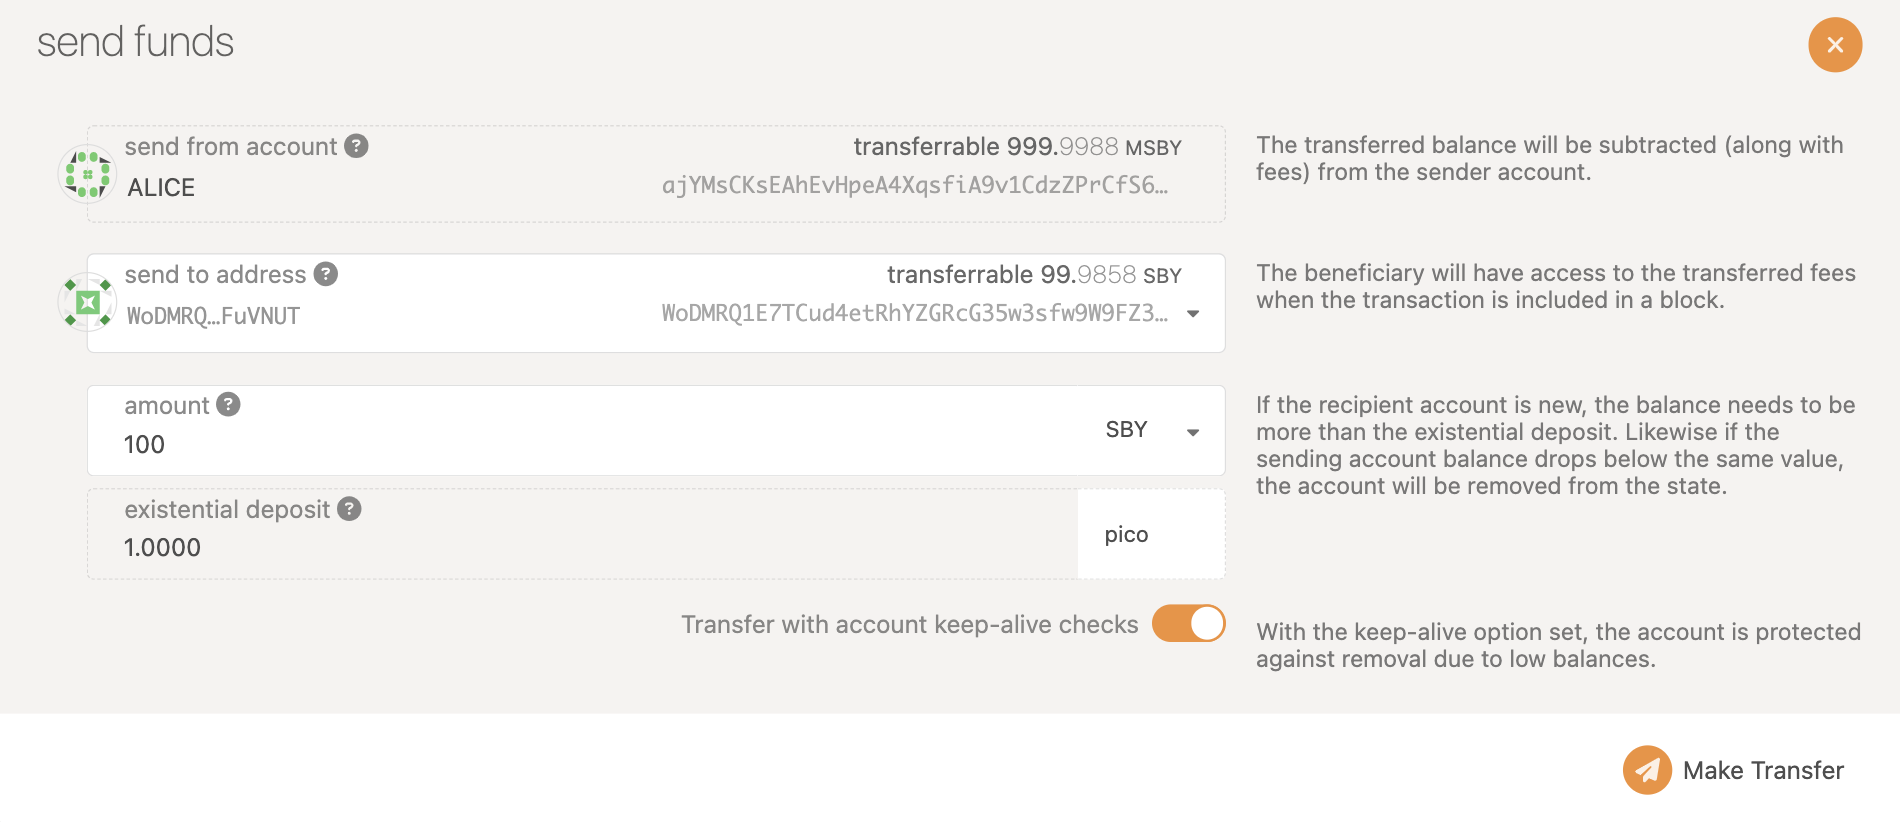 send funds
send from account ?
transferrable 999.9988 MSBY
ALICE
ajYMsCKsEAhEvHpeA4XqsfiA9v1CdzZPrCfS6…
The transferred balance will be subtracted (along with
fees) from the sender account.
send to address ?
transferrable 99.9858 SBY
WoDMRQ…FuVNUT
WoDMRQ1E7TCud4etRhYZGRcG35w3sfw9W9FZ3…
The beneficiary will have access to the transferred fees
when the transaction is included in a block.
amount ?
100
SBY
If the recipient account is new, the balance needs to be
more than the existential deposit. Likewise if the
sending account balance drops below the same value,
the account will be removed from the state.
existential deposit ?
1.0000
pico
Transfer with account keep-alive checks
With the keep-alive option set, the account is protected
against removal due to low balances.
Make Transfer